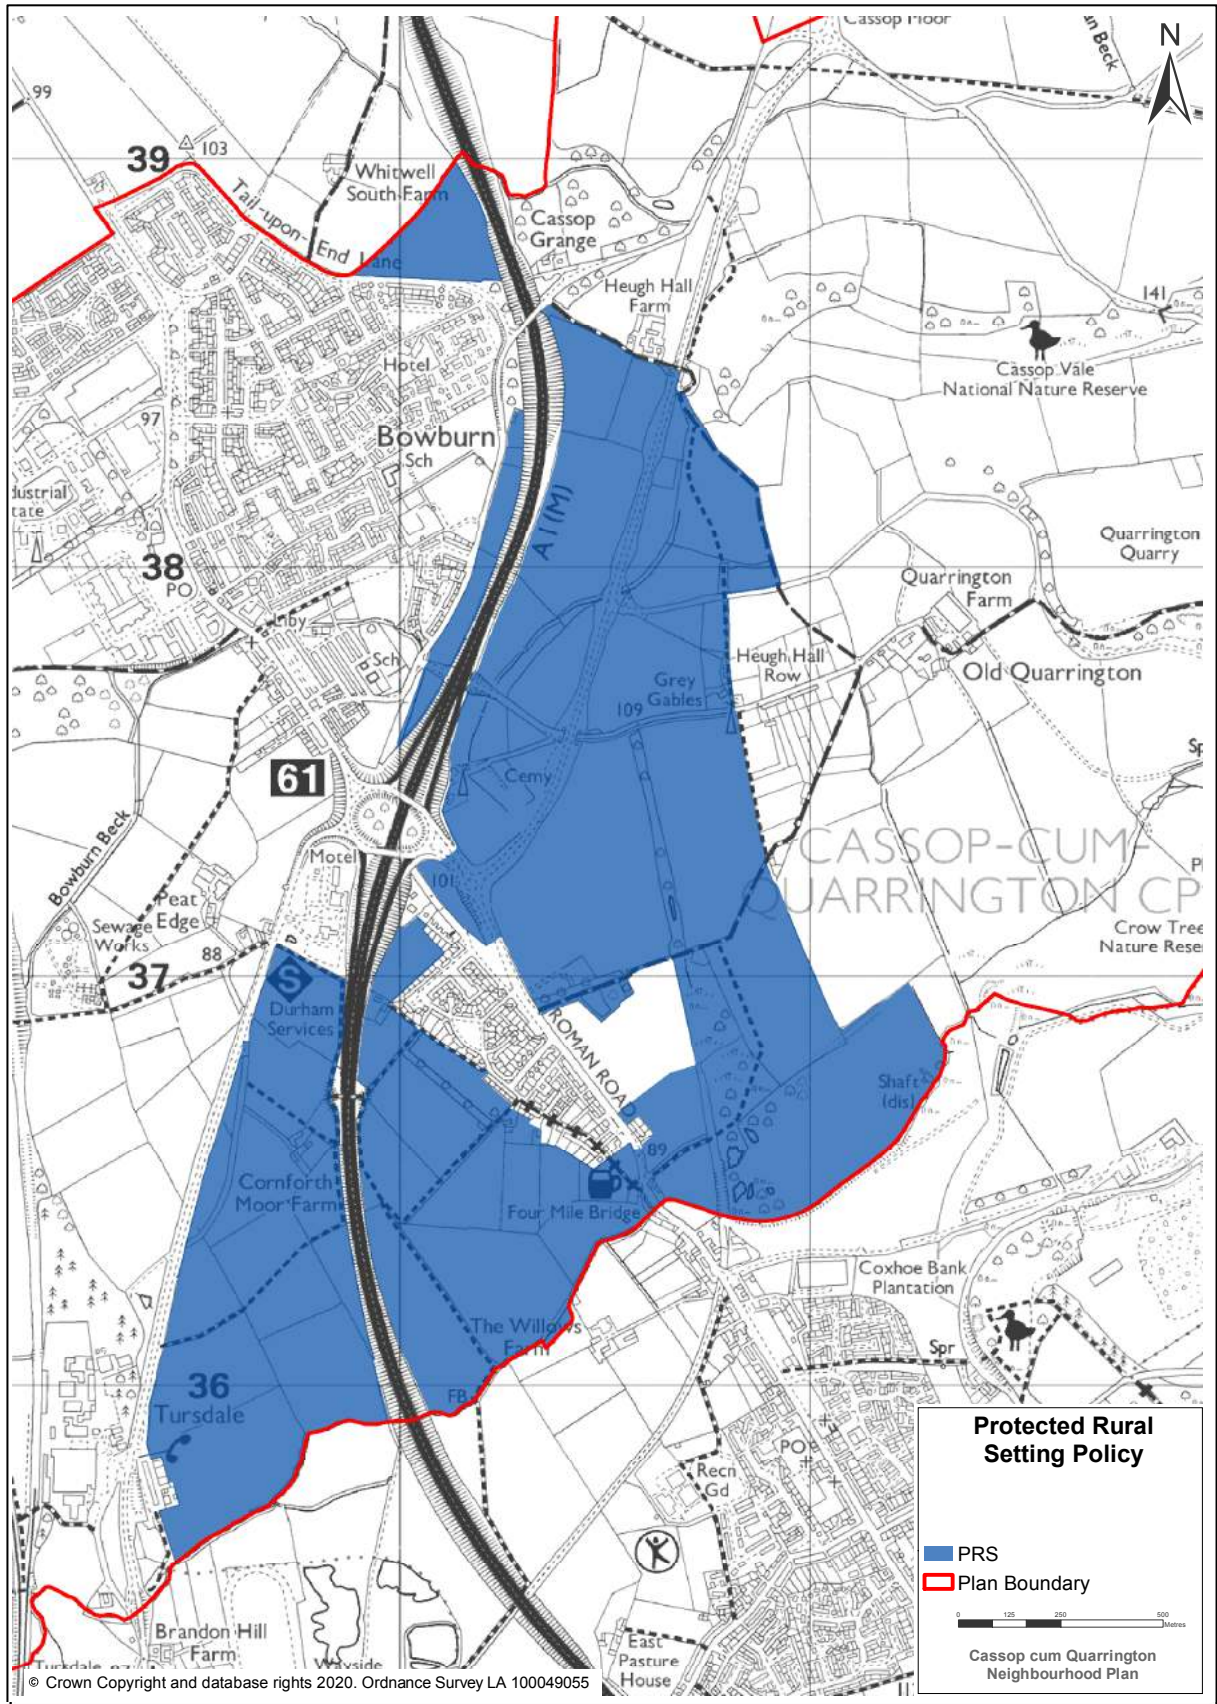 Cassop Moor
N
99
39
103
Whitwell
South Farm
Tail-upon-End Lane
Cassop
Grange
Heugh Hall
Farm
141
Cassop Vale
National Nature Reserve
Hotel
97
Bowburn
Sch
A1(M)
Quarrington
Quarry
38
PO
Quarrington
Farm
Liby
Sch
Heugh Hall
Row
Grey
Gables
Old Quarrington
109
61
Cemy
Bowburn Beck
Motel
CASSOP-CUM-
QUARRINGTON CP
101
Peat
Edge
Sewage
Works
88
Crow Tree
37
S
Durham
Services
ROMAN ROAD
Shaft
(dis)
89
Cornforth
Moor Farm
Four Mile Bridge
Coxhoe Bank
Plantation
The Willows
Farm
Spr
36
Tursdale
FB
PO
Recn
Gd
Protected Rural
Setting Policy
PRS
Plan Boundary
0 125 250 500
Metres
Cassop cum Quarrington
Neighbourhood Plan
Brandon Hill
Farm
East
Pasture
House
Wayside
© Crown Copyright and database rights 2020. Ordnance Survey LA 100049055